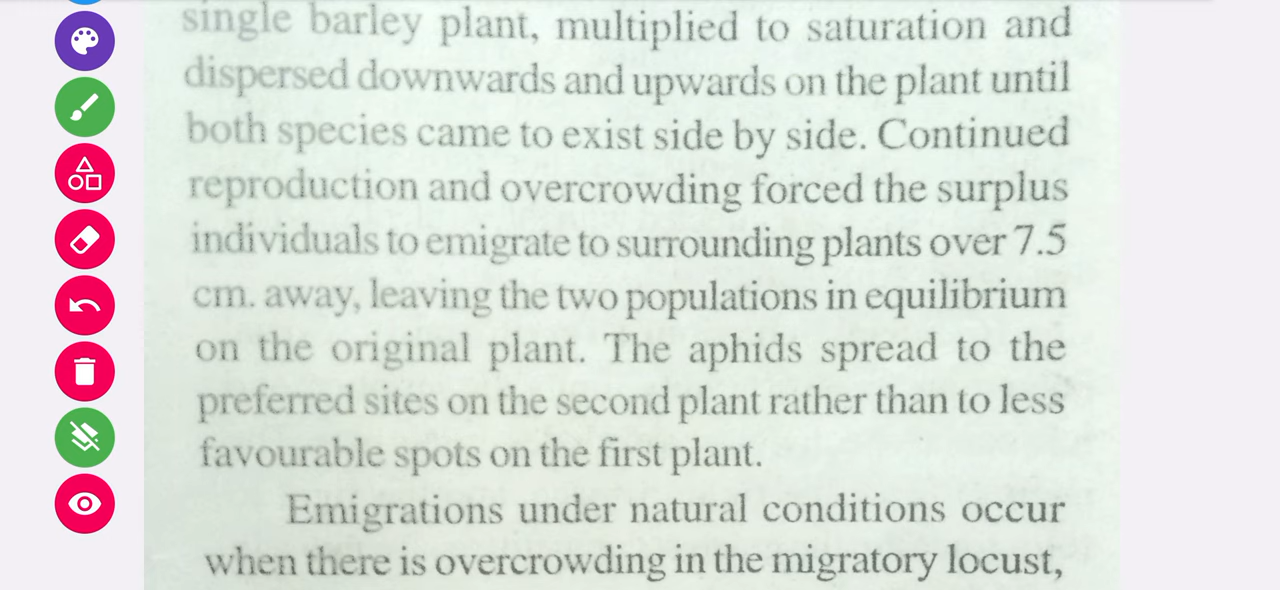 single barley plant, multiplied to saturation and
dispersed downwards and upwards on the plant until
both species came to exist side by side. Continued
reproduction and overcrowding forced the surplus
individuals to emigrate to surrounding plants over 7.5
cm. away, leaving the two populations in equilibrium
on the original plant. The aphids spread to the
preferred sites on the second plant rather than to less
favourable spots on the first plant.
Emigrations under natural conditions occur
when there is overcrowding in the migratory locust,